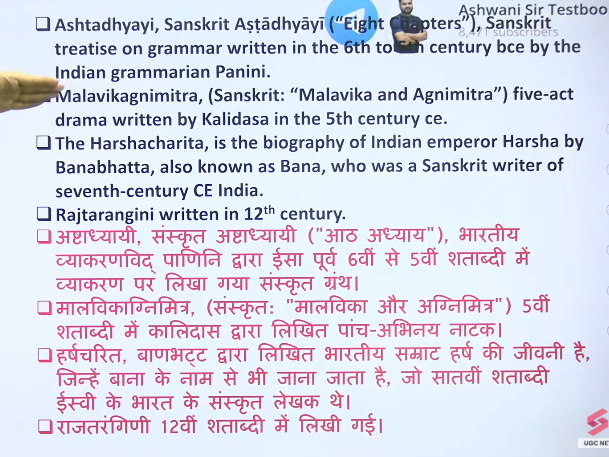 Ashwani Sir Testboo
8,471 subscribers
❑ Ashtadhyayi, Sanskrit Aṣṭādhyāyī (“Eight Chapters”), Sanskrit
treatise on grammar written in the 6th to 5th century bce by the
Indian grammarian Panini.
Malavikagnimitra, (Sanskrit: “Malavika and Agnimitra”) five-act
drama written by Kalidasa in the 5th century ce.
❑ The Harshacharita, is the biography of Indian emperor Harsha by
Banabhatta, also known as Bana, who was a Sanskrit writer of
seventh-century CE India.
❑ Rajtarangini written in 12th century.
❑ अष्टाध्यायी, संस्कृत अष्टाध्यायी ("आठ अध्याय"), भारतीय
व्याकरणविद् पाणिनि द्वारा ईसा पूर्व 6वीं से 5वीं शताब्दी में
व्याकरण पर लिखा गया संस्कृत ग्रंथ।
❑ मालविकाग्निमित्र, (संस्कृत: "मालविका और अग्निमित्र") 5वीं
शताब्दी में कालिदास द्वारा लिखित पांच-अभिनय नाटक।
❑ हर्षचरित, बाणभट्ट द्वारा लिखित भारतीय सम्राट हर्ष की जीवनी है,
जिन्हें बाना के नाम से भी जाना जाता है, जो सातवीं शताब्दी
ईस्वी के भारत के संस्कृत लेखक थे।
❑ राजतरंगिणी 12वीं शताब्दी में लिखी गई।
UGC NE